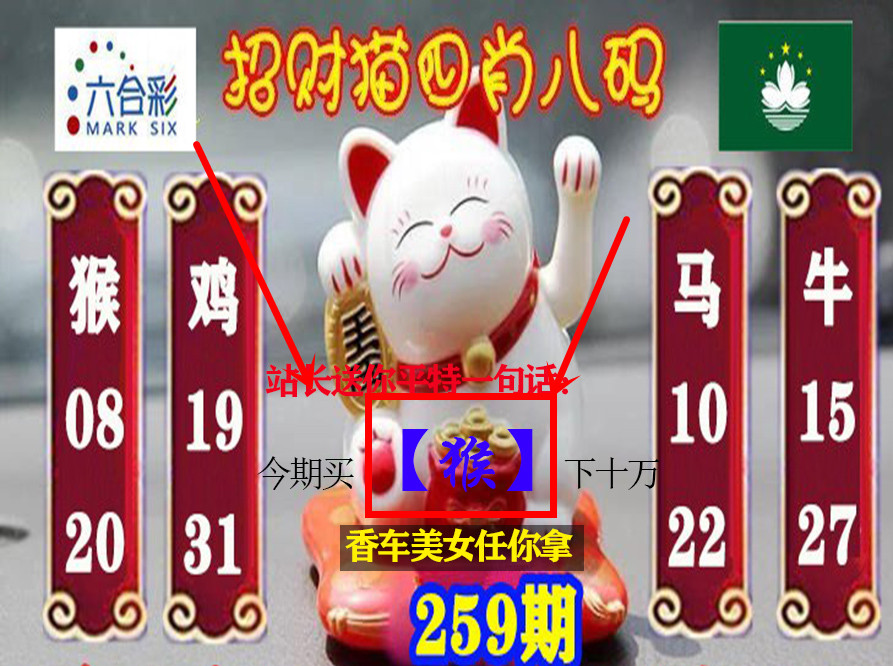 六合彩
MARK SIX
招财猫四肖八码
猴
08
20
鸡
19
31
马
10
22
牛
15
27
站长送你平特一句话:
今期买【猴】下十万
香车美女任你拿
259期